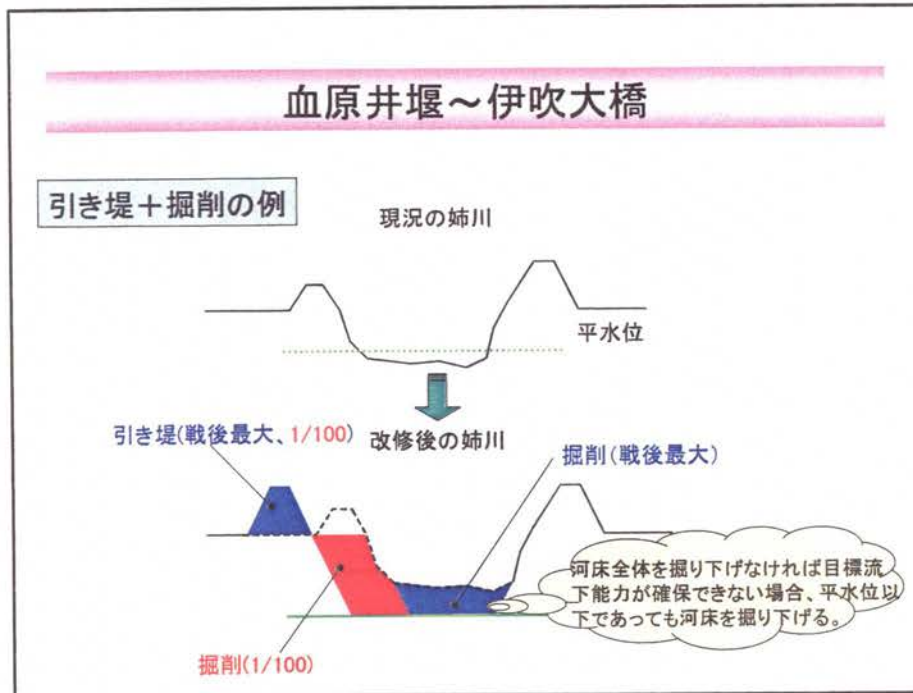 血原井堰～伊吹大橋
引き堤＋掘削の例
現況の姉川
平水位
引き堤(戦後最大、1/100)
改修後の姉川
掘削(戦後最大)
河床全体を掘り下げなければ目標流
下能力が確保できない場合、平水位以
下であっても河床を掘り下げる。
掘削(1/100)